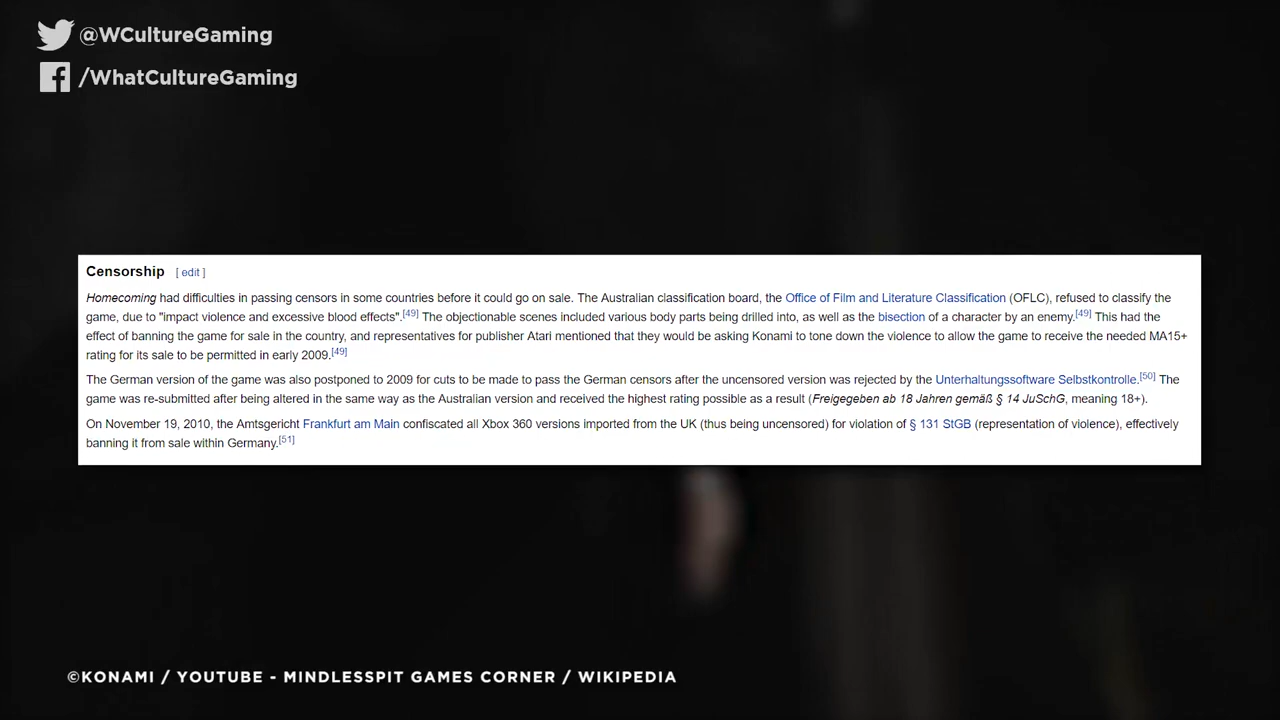 @WCultureGaming
/WhatCultureGaming
Censorship [ edit ]
Homecoming had difficulties in passing censors in some countries before it could go on sale. The Australian classification board, the Office of Film and Literature Classification (OFLC), refused to classify the
game, due to "impact violence and excessive blood effects".[49] The objectionable scenes included various body parts being drilled into, as well as the bisection of a character by an enemy.[49] This had the
effect of banning the game for sale in the country, and representatives for publisher Atari mentioned that they would be asking Konami to tone down the violence to allow the game to receive the needed MA15+
rating for its sale to be permitted in early 2009.[49]
The German version of the game was also postponed to 2009 for cuts to be made to pass the German censors after the uncensored version was rejected by the Unterhaltungssoftware Selbstkontrolle.[50] The
game was re-submitted after being altered in the same way as the Australian version and received the highest rating possible as a result (Freigegeben ab 18 Jahren gemäß § 14 JuSchG, meaning 18+).
On November 19, 2010, the Amtsgericht Frankfurt am Main confiscated all Xbox 360 versions imported from the UK (thus being uncensored) for violation of § 131 StGB (representation of violence), effectively
banning it from sale within Germany.[51]
©KONAMI / YOUTUBE - MINDLESSPIT GAMES CORNER / WIKIPEDIA